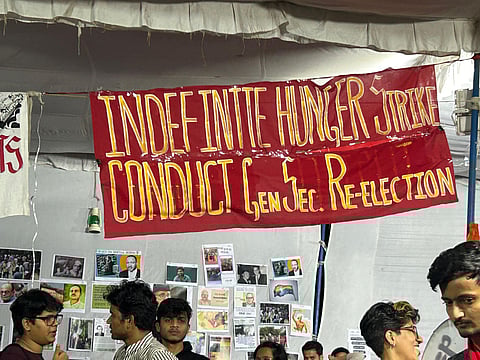 INDEFINITE HUNGER STRIKE
CONDUCT GEN SEC. RE-ELECTION